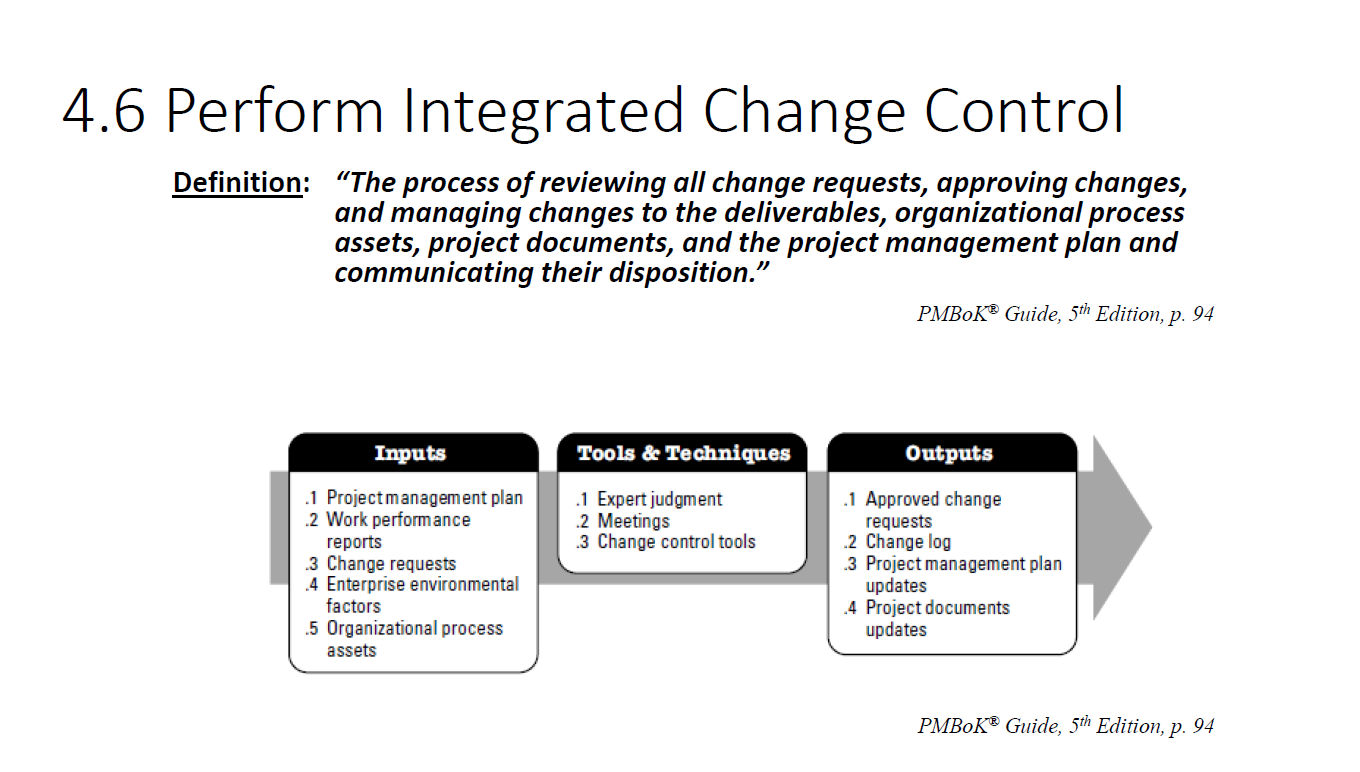 4.6 Perform Integrated Change Control
Definition: “The process of reviewing all change requests, approving changes,
and managing changes to the deliverables, organizational process
assets, project documents, and the project management plan and
communicating their disposition.”
PMBoK® Guide, 5th Edition, p. 94
Inputs
.1 Project management plan
.2 Work performance
reports
.3 Change requests
.4 Enterprise environmental
factors
.5 Organizational process
assets
Tools & Techniques
.1 Expert judgment
.2 Meetings
.3 Change control tools
Outputs
.1 Approved change
requests
.2 Change log
.3 Project management plan
updates
.4 Project documents
updates
PMBoK® Guide, 5th Edition, p. 94